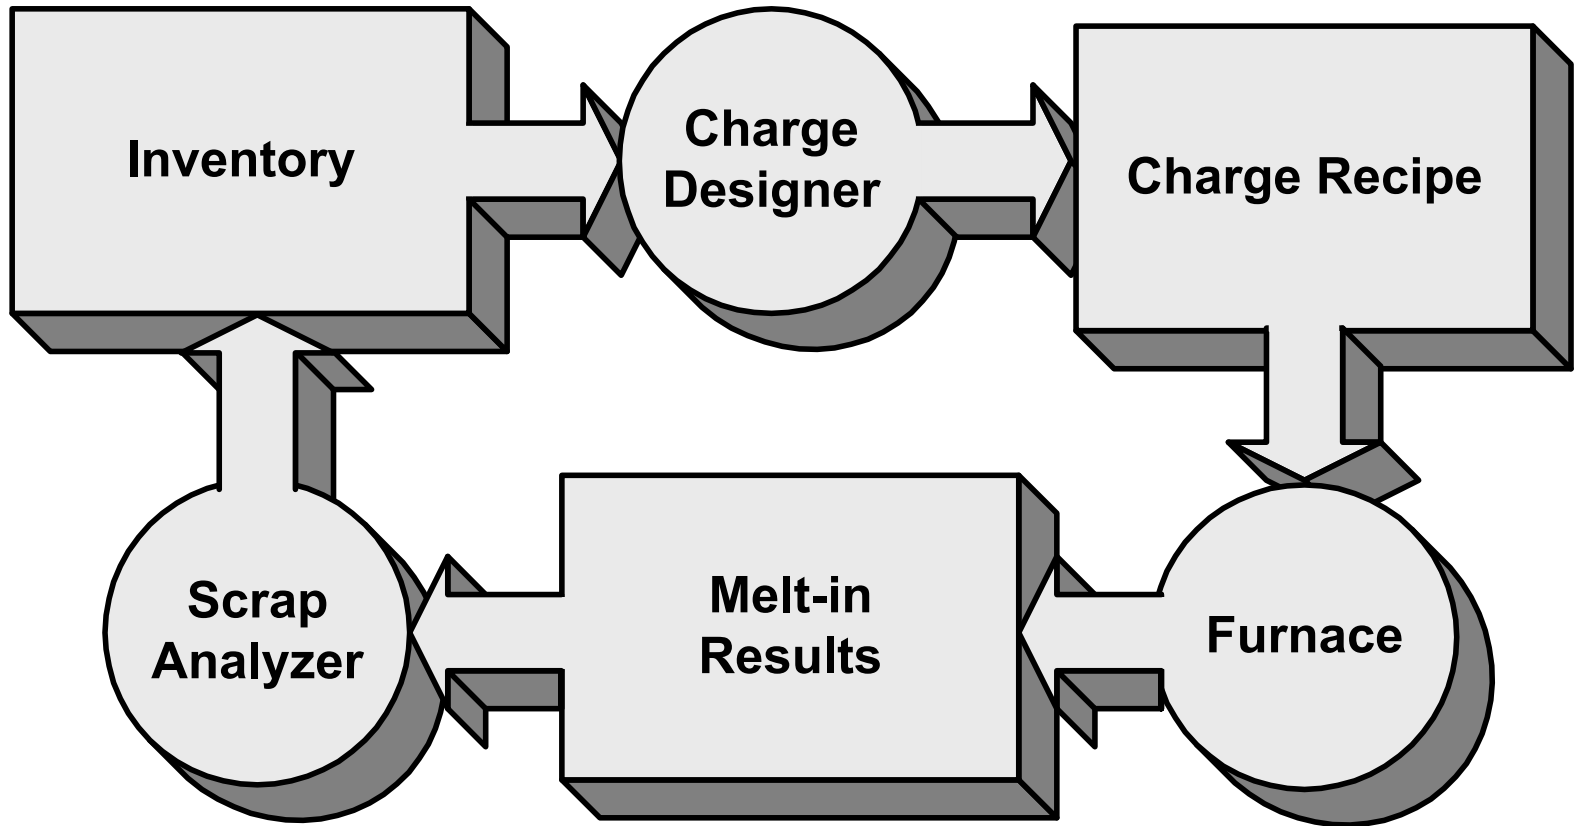 Inventory
Charge
Designer
Charge Recipe
Scrap
Analyzer
Melt-in
Results
Furnace